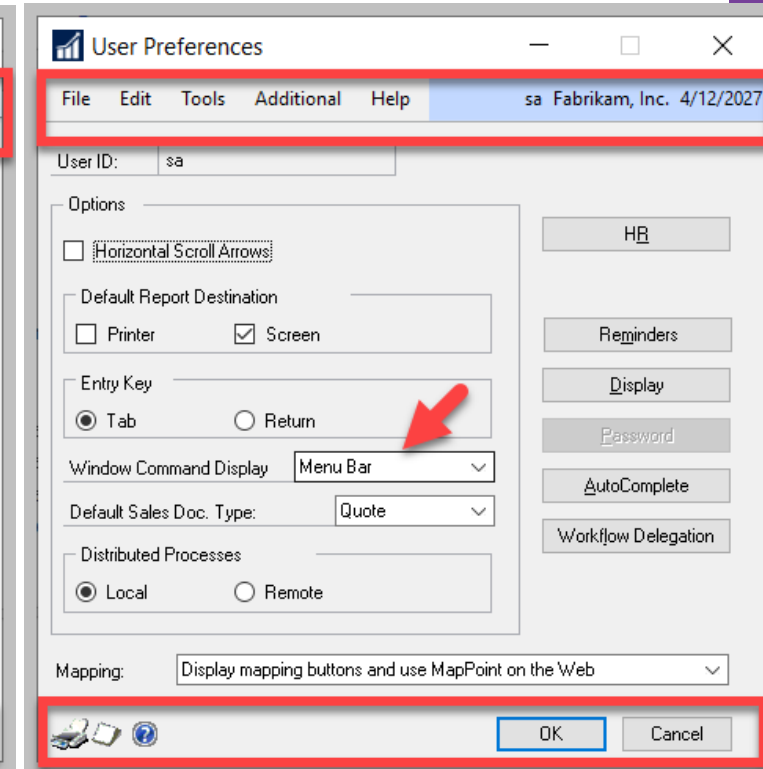 User Preferences
File Edit Tools Additional Help sa Fabrikam, Inc. 4/12/2027
User ID: sa
Options
HR
Horizontal Scroll Arrows
Default Report Destination
Printer Screen
Reminders
Entry Key
Display
Tab Return
Password
Window Command Display Menu Bar
AutoComplete
Default Sales Doc. Type: Quote
Workflow Delegation
Distributed Processes
Local Remote
Mapping: Display mapping buttons and use MapPoint on the Web
OK Cancel